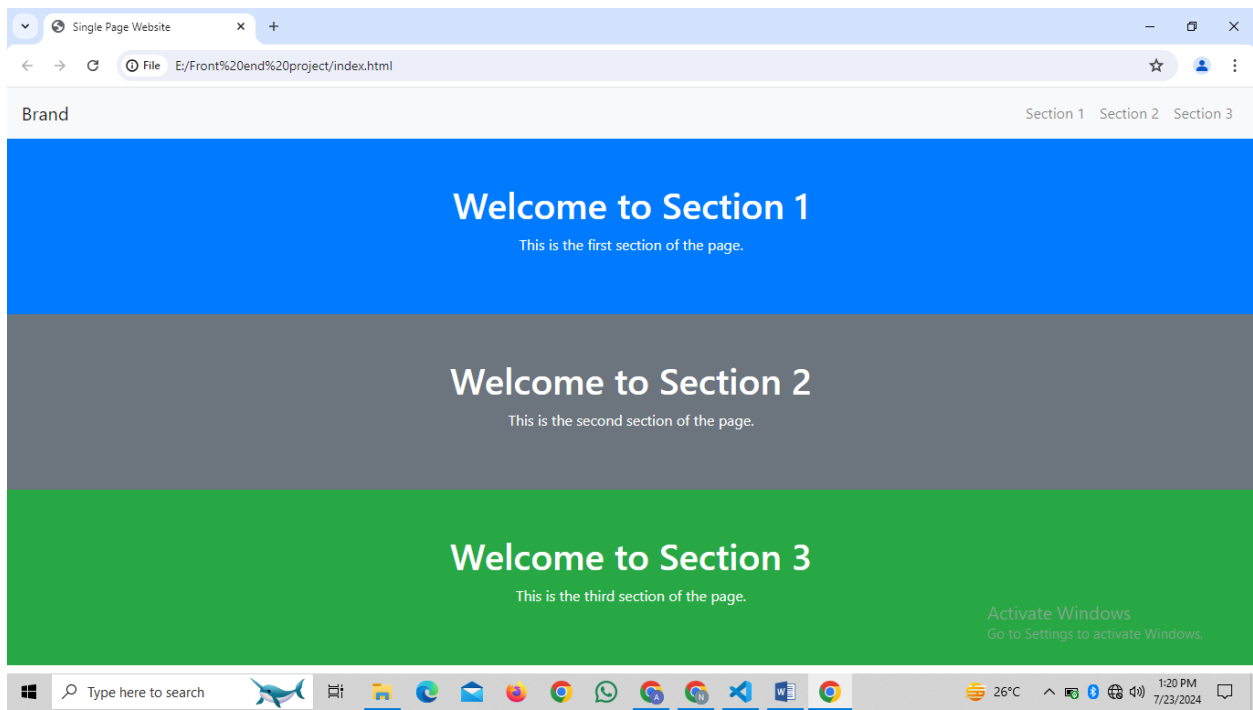 Single Page Website
File E:/Front%20end%20project/index.html
Brand Section 1 Section 2 Section 3
Welcome to Section 1
This is the first section of the page.
Welcome to Section 2
This is the second section of the page.
Welcome to Section 3
This is the third section of the page.
Activate Windows
Go to Settings to activate Windows.
Type here to search
26°C
1:20 PM
7/23/2024